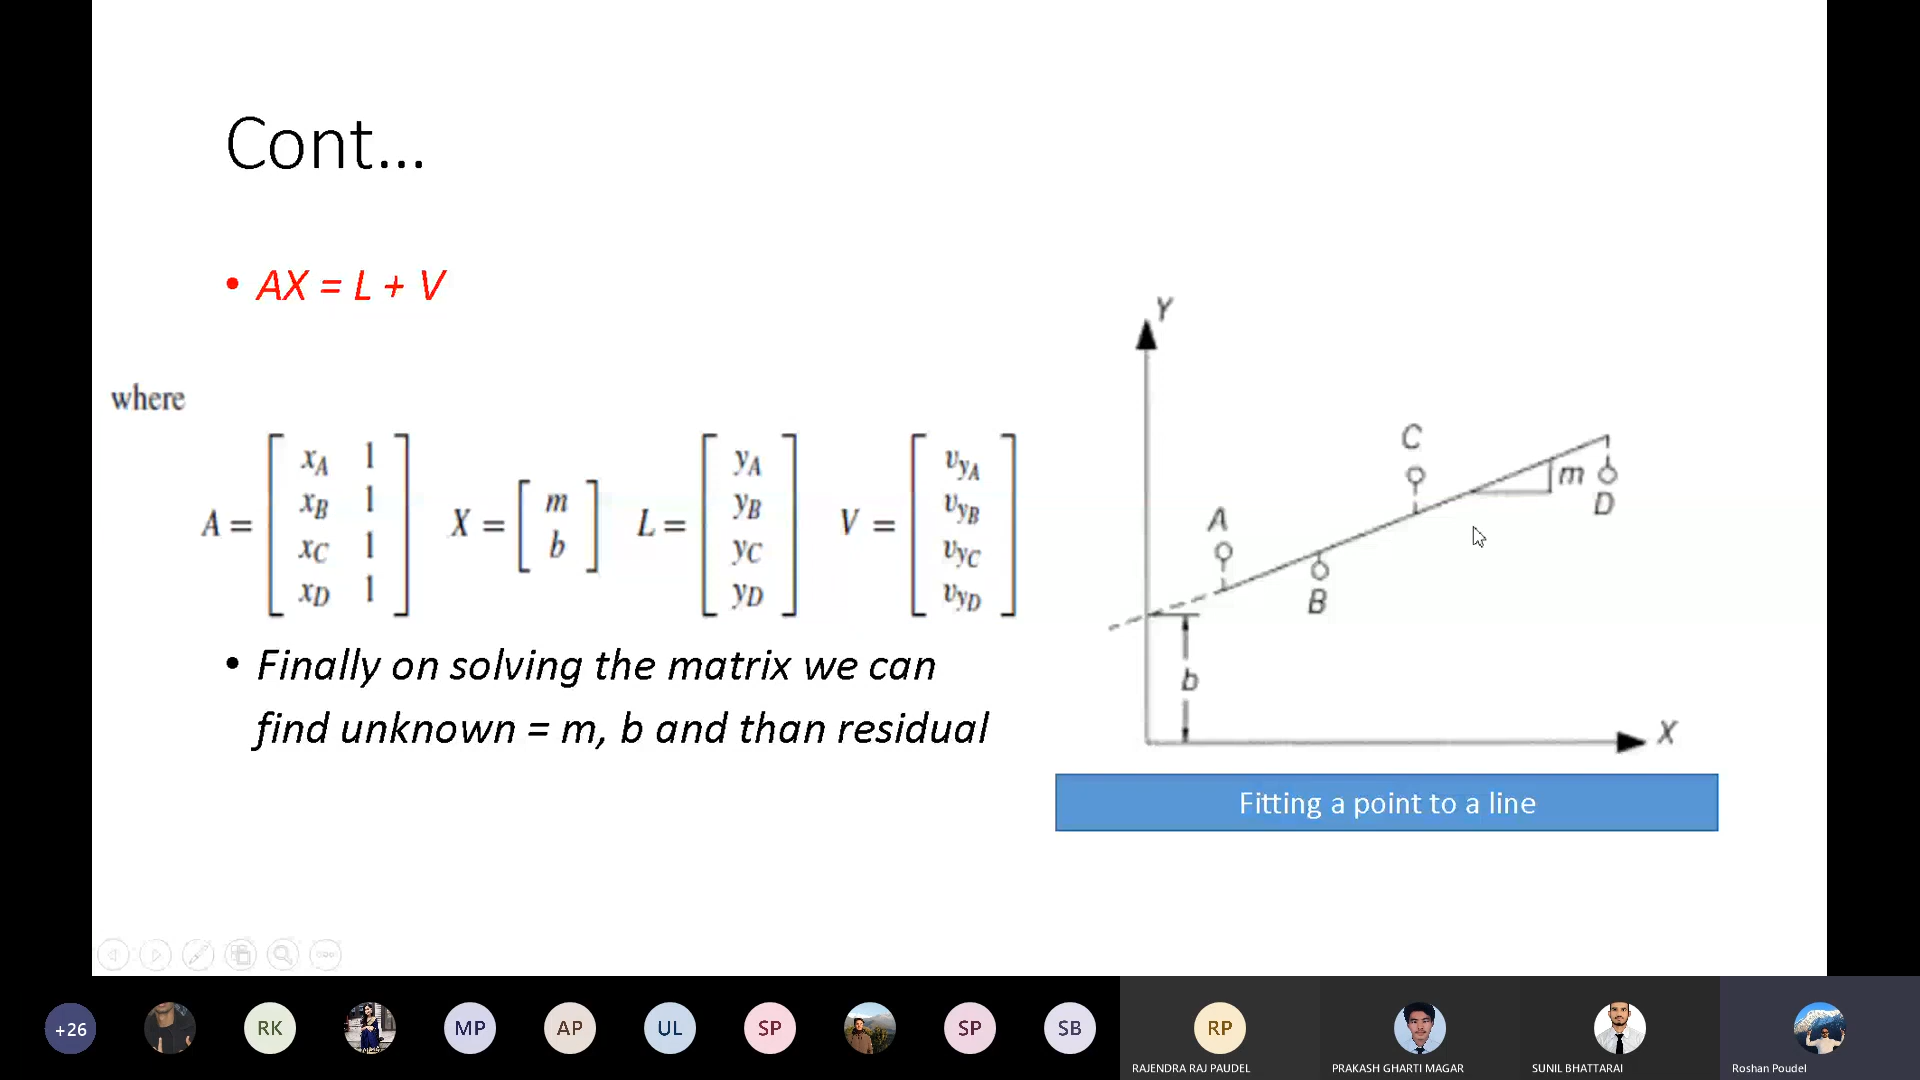 Cont...
• AX = L + V
where
A = [ xA 1 xB 1 xC 1 xD 1 ] X = [ m b ] L = [ yA yB yC yD ] V = [ vyA vyB vyC vyD ]
• Finally on solving the matrix we can
find unknown = m, b and than residual
Y
C
m
D
A
B
b
X
Fitting a point to a line
+26
RK
MP
AP
UL
SP
SP
SB
RP
RAJENDRA RAJ PAUDEL
PRAKASH GHARTI MAGAR
SUNIL BHATTARAI
Roshan Poudel